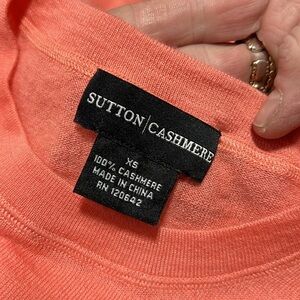 SUTTON|CASHMERE
XS
100% CASHMERE
MADE IN CHINA
RN 120642